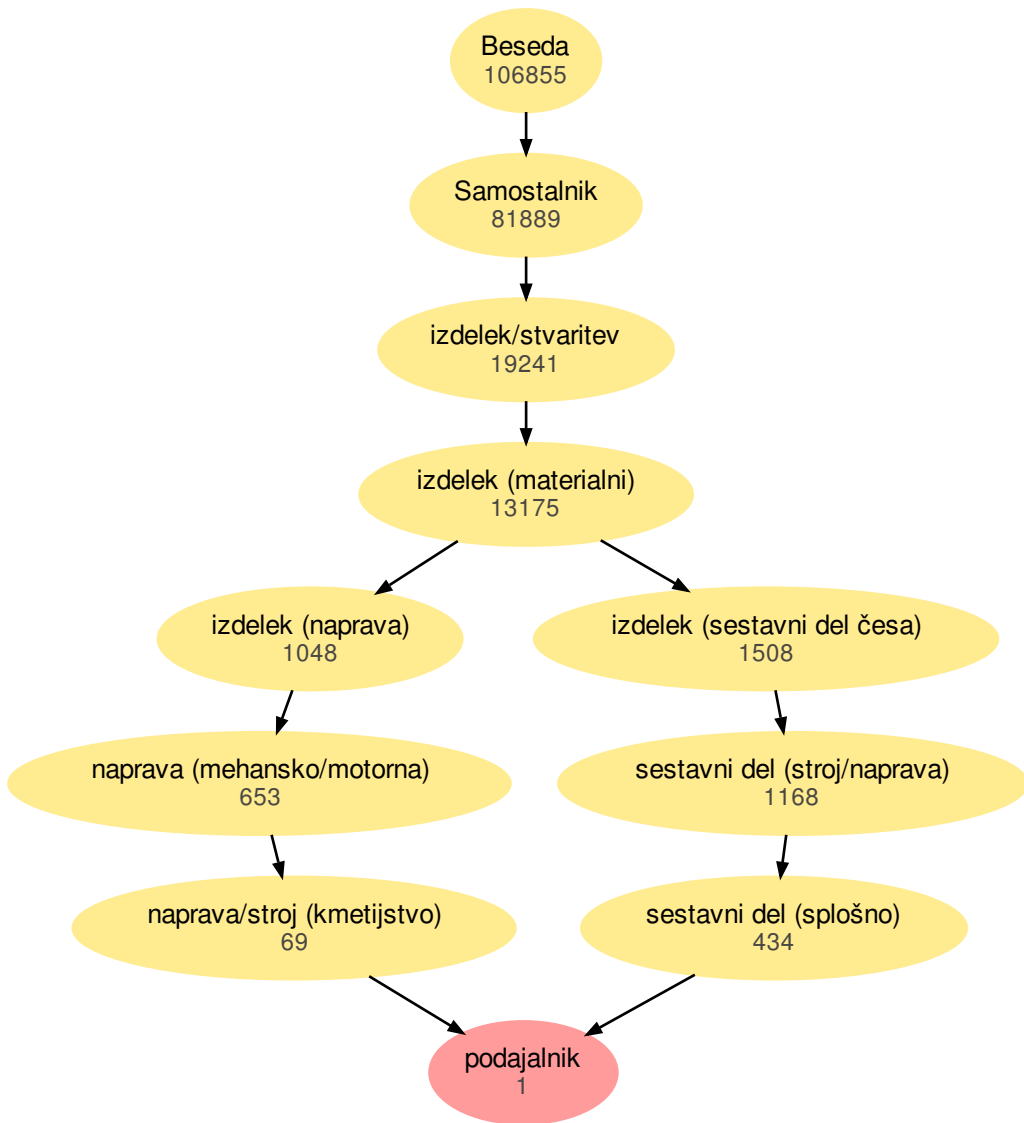 Beseda
106855
Samostalnik
81889
izdelek/stvaritev
19241
izdelek (materialni)
13175
izdelek (naprava)
1048
izdelek (sestavni del česa)
1508
naprava (mehansko/motorna)
653
sestavni del (stroj/naprava)
1168
naprava/stroj (kmetijstvo)
69
sestavni del (splošno)
434
podajalnik
1